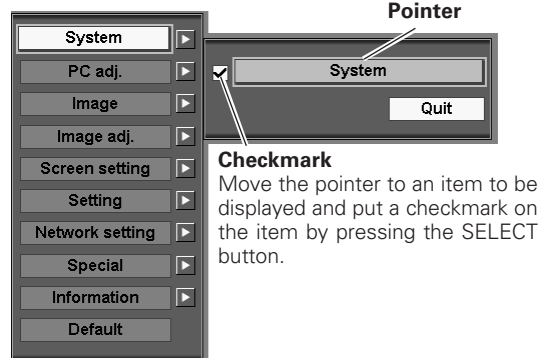 Pointer
System
PC adj.
Image
Image adj.
Screen setting
Setting
Network setting
Special
Information
Default
System
Quit
Checkmark
Move the pointer to an item to be
displayed and put a checkmark on
the item by pressing the SELECT
button.